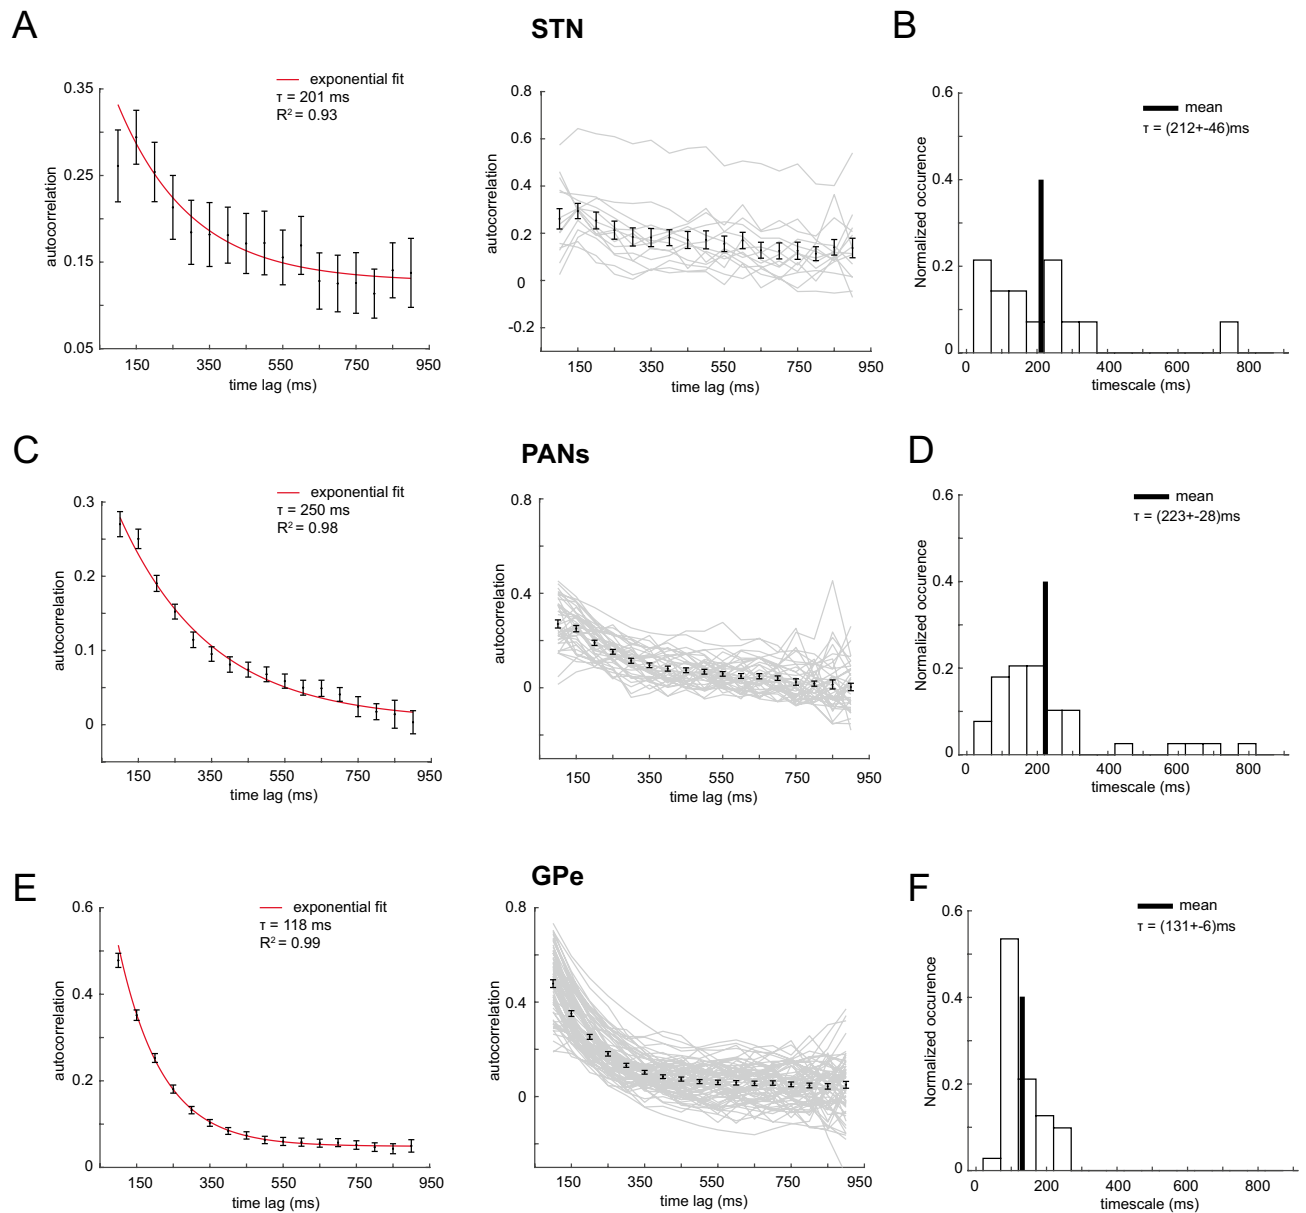 A
STN
B
exponential fit
τ = 201 ms
R² = 0.93
0.35
0.25
0.15
0.05
autocorrelation
150 350 550 750 950
time lag (ms)
0.8
0.6
0.4
0.2
0
-0.2
autocorrelation
150 350 550 750 950
time lag (ms)
mean
τ = (212+-46)ms
0.6
0.4
0.2
0
Normalized occurence
0 200 400 600 800
timescale (ms)
C
PANs
D
exponential fit
τ = 250 ms
R² = 0.98
0.3
0.1
0
autocorrelation
150 350 550 750 950
time lag (ms)
0.8
0.4
0
autocorrelation
150 350 550 750 950
time lag (ms)
mean
τ = (223+-28)ms
0.6
0.4
0.2
0
Normalized occurence
0 200 400 600 800
timescale (ms)
E
GPe
F
exponential fit
τ = 118 ms
R² = 0.99
0.6
0.4
0.2
0
autocorrelation
150 350 550 750 950
time lag (ms)
0.8
0.4
0
autocorrelation
150 350 550 750 950
time lag (ms)
mean
τ = (131+-6)ms
0.6
0.4
0.2
0
Normalized occurence
0 200 400 600 800
timescale (ms)